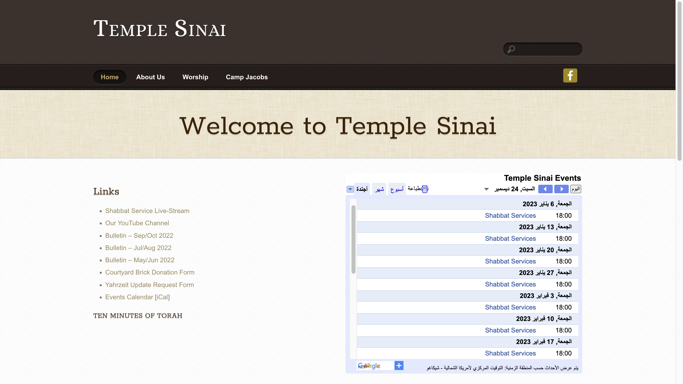 Temple Sinai
Home About Us Worship Camp Jacobs
Welcome to Temple Sinai
Links
Shabbat Service Live-Stream
Our YouTube Channel
Bulletin – Sep/Oct 2022
Bulletin – Jul/Aug 2022
Bulletin – May/Jun 2022
Courtyard Brick Donation Form
Yahrzeit Update Request Form
Events Calendar [iCal]
TEN MINUTES OF TORAH
Temple Sinai Events
اليوم السبت, 24 ديسمبر طباعة أسبوع شهر أجندة
الجمعة, 6 يناير 2023
18:00 Shabbat Services
الجمعة, 13 يناير 2023
18:00 Shabbat Services
الجمعة, 20 يناير 2023
18:00 Shabbat Services
الجمعة, 27 يناير 2023
18:00 Shabbat Services
الجمعة, 3 فبراير 2023
18:00 Shabbat Services
الجمعة, 10 فبراير 2023
18:00 Shabbat Services
الجمعة, 17 فبراير 2023
18:00 Shabbat Services
يتم عرض الأحداث حسب المنطقة الزمنية: التوقيت المركزي لأمريكا الشمالية - شيكاغو
Google